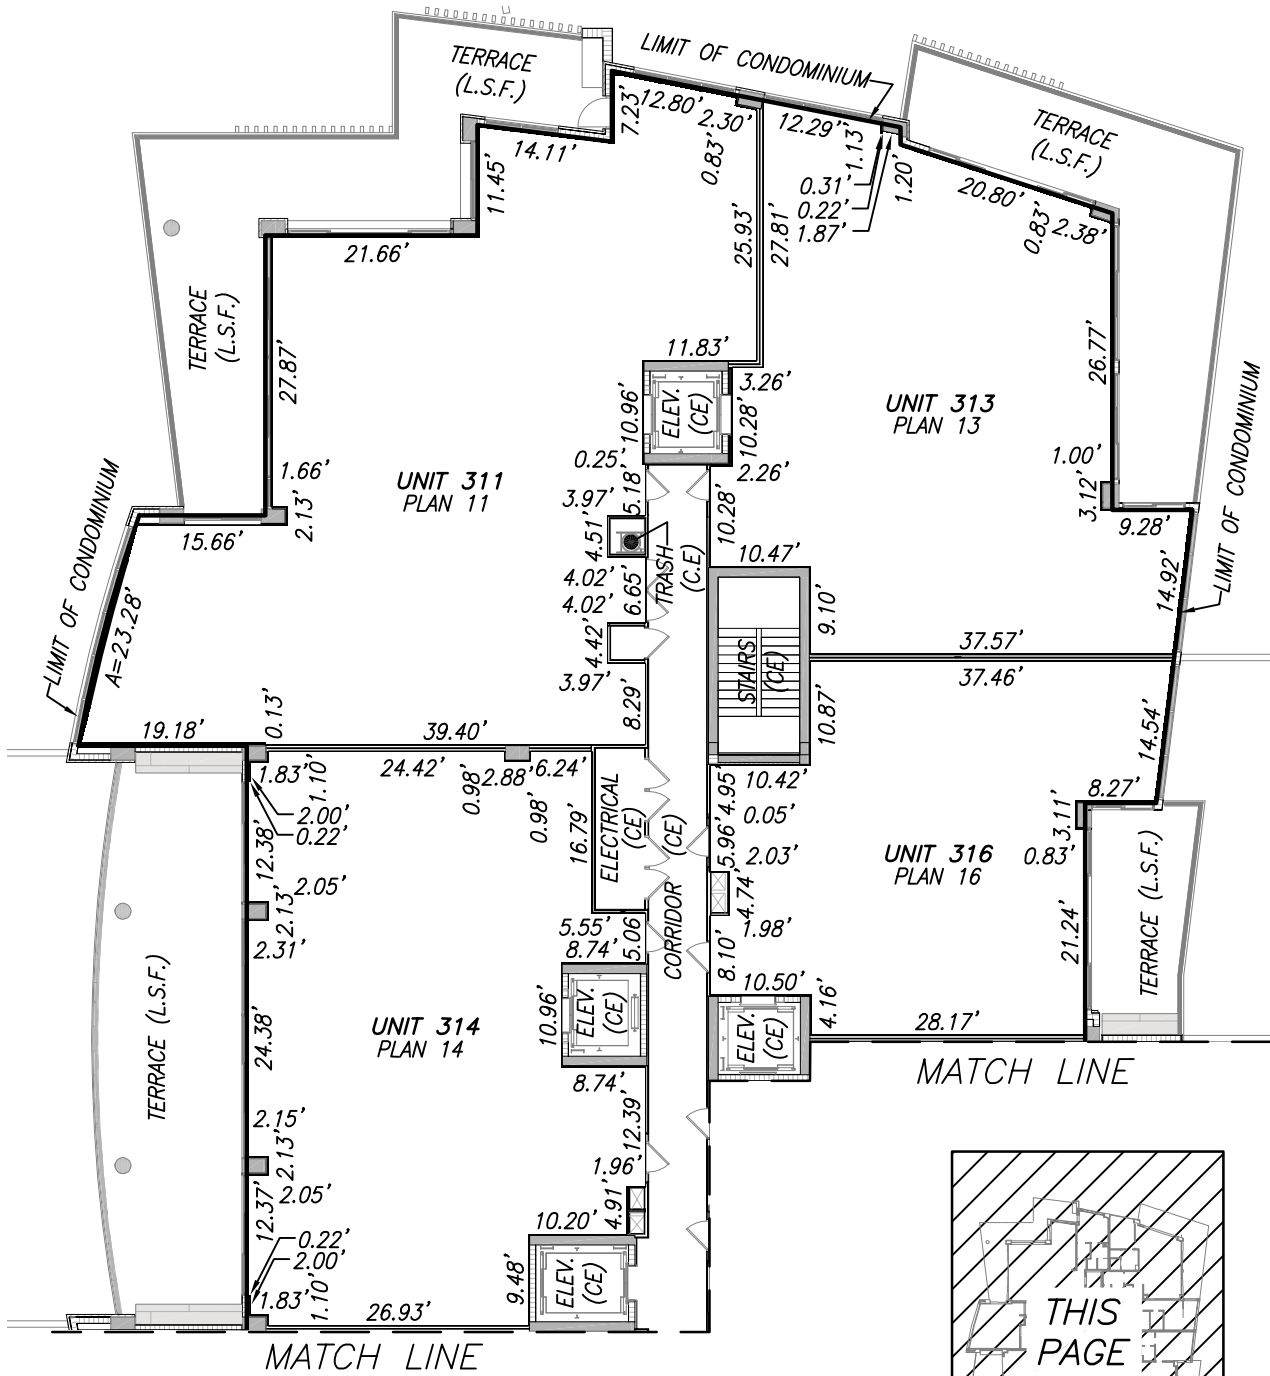 LIMIT OF CONDOMINIUM
TERRACE
(L.S.F.)
TERRACE
(L.S.F.)
7.23'
12.80'
2.30'
0.83'
12.29'
1.13'
0.31'
0.22'
1.87'
1.20'
20.80'
0.83'
2.38'
14.11'
11.45'
21.66'
25.93'
27.81'
TERRACE
(L.S.F.)
27.87'
11.83'
3.26'
26.77'
ELEV.
(CE)
10.96'
10.28'
UNIT 313
PLAN 13
LIMIT OF CONDOMINIUM
1.66'
2.13'
UNIT 311
PLAN 11
0.25'
5.18'
2.26'
1.00'
3.12'
9.28'
LIMIT OF CONDOMINIUM
15.66'
3.97'
4.51'
10.28'
10.47'
TRASH
(C.E)
4.02'
4.02'
6.65'
4.42'
3.97'
8.29'
9.10'
14.92'
A=23.28'
STAIRS
(CE)
37.57'
37.46'
19.18'
0.13'
39.40'
10.87'
14.54'
1.83'
1.10'
24.42'
0.98'
2.88'
6.24'
0.98'
2.00'
0.22'
12.38'
16.79'
ELECTRICAL
(CE)
CORRIDOR
(CE)
10.42'
4.95'
0.05'
5.96'
2.03'
8.27'
3.11'
0.83'
UNIT 316
PLAN 16
2.05'
2.13'
2.31'
4.74'
1.98'
8.10'
10.50'
4.16'
21.24'
TERRACE (L.S.F.)
5.55'
8.74'
5.06
TERRACE (L.S.F.)
24.38'
UNIT 314
PLAN 14
10.96'
ELEV.
(CE)
ELEV.
(CE)
28.17'
MATCH LINE
8.74'
12.39'
2.15'
2.13'
2.05'
12.37'
1.96'
4.91'
10.20'
0.22'
2.00'
1.83'
1.10'
26.93'
9.48'
ELEV.
(CE)
MATCH LINE
THIS
PAGE